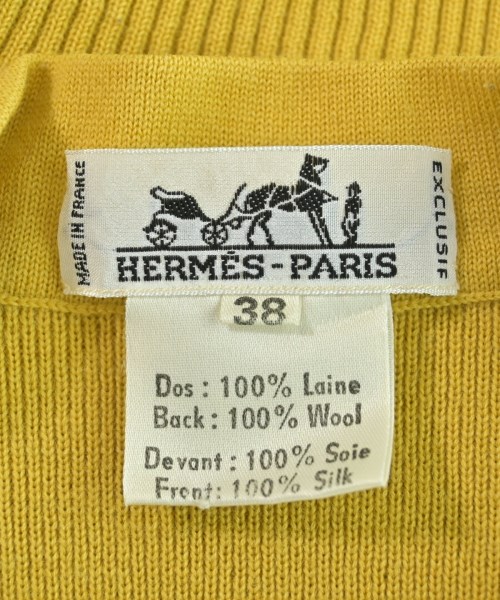 MADE IN FRANCE
EXCLUSIF
HERMÈS-PARIS
38
Dos: 100% Laine
Back: 100% Wool
Devant: 100% Soie
Front: 100% Silk